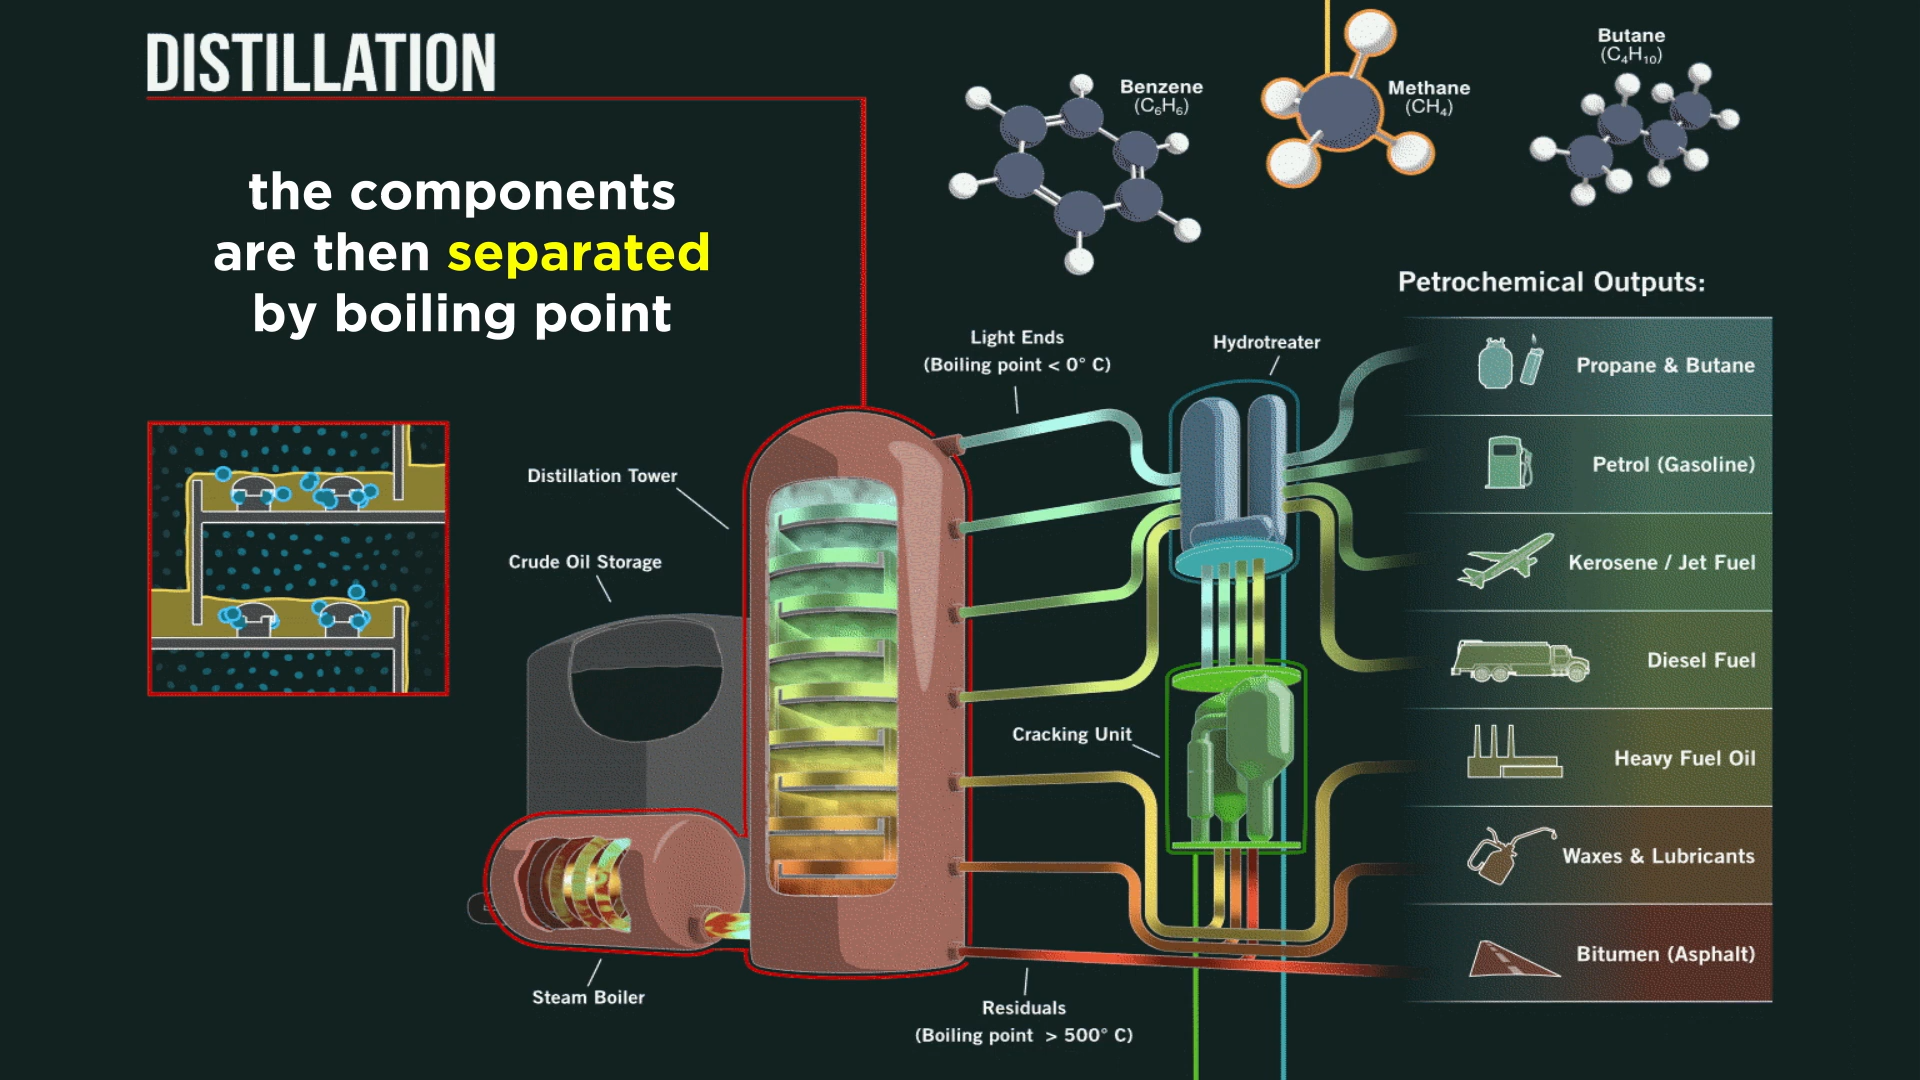 DISTILLATION
the components
are then separated
by boiling point
Benzene
(C₆H₆)
Methane
(CH₄)
Butane
(C₄H₁₀)
Petrochemical Outputs:
Light Ends
(Boiling point < 0° C)
Hydrotreater
Distillation Tower
Crude Oil Storage
Cracking Unit
Steam Boiler
Residuals
(Boiling point > 500° C)
Propane & Butane
Petrol (Gasoline)
Kerosene / Jet Fuel
Diesel Fuel
Heavy Fuel Oil
Waxes & Lubricants
Bitumen (Asphalt)